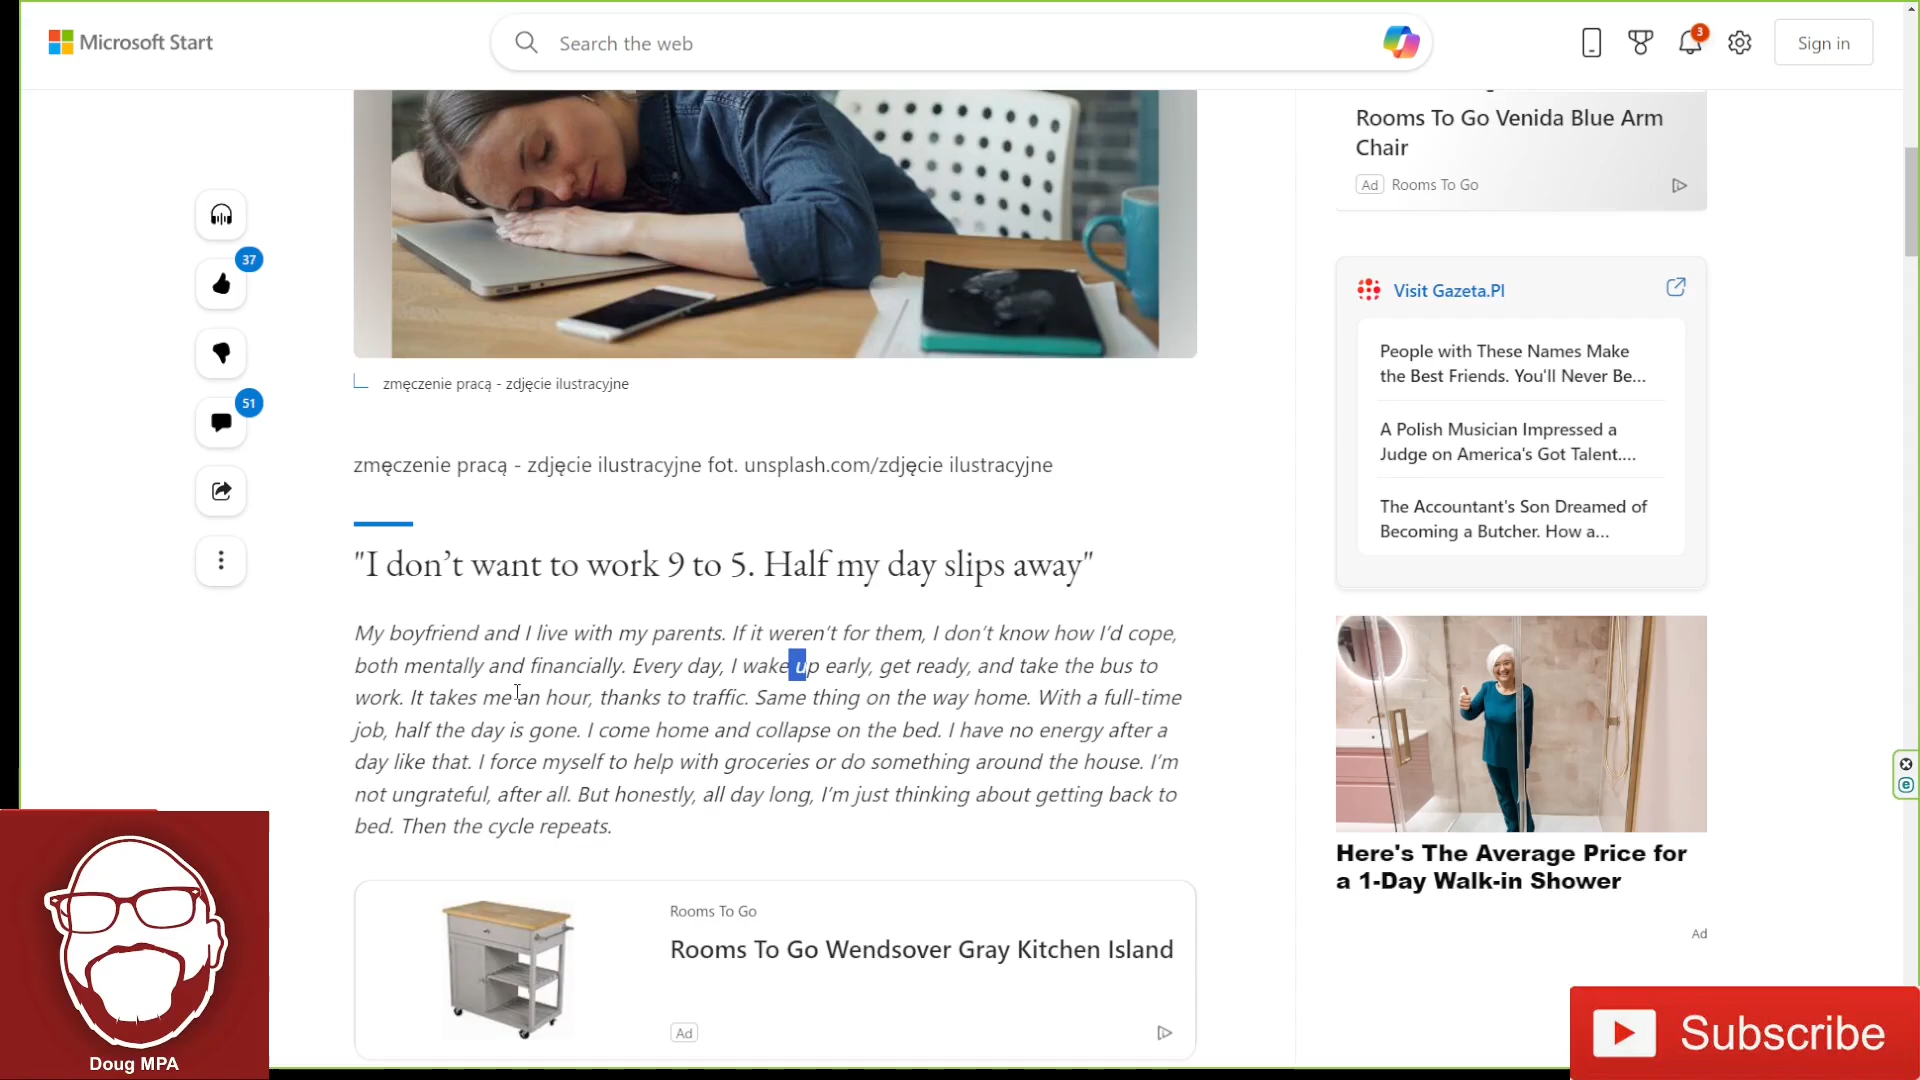 Microsoft Start
Search the web
3
Sign in
Rooms To Go Venida Blue Arm
Chair
Ad Rooms To Go
37
51
Visit Gazeta.Pl
People with These Names Make
the Best Friends. You'll Never Be...
A Polish Musician Impressed a
Judge on America's Got Talent....
The Accountant's Son Dreamed of
Becoming a Butcher. How a...
zmęczenie pracą - zdjęcie ilustracyjne
zmęczenie pracą - zdjęcie ilustracyjne fot. unsplash.com/zdjęcie ilustracyjne
"I don’t want to work 9 to 5. Half my day slips away"
My boyfriend and I live with my parents. If it weren’t for them, I don’t know how I’d cope,
both mentally and financially. Every day, I wake up early, get ready, and take the bus to
work. It takes me an hour, thanks to traffic. Same thing on the way home. With a full-time
job, half the day is gone. I come home and collapse on the bed. I have no energy after a
day like that. I force myself to help with groceries or do something around the house. I’m
not ungrateful, after all. But honestly, all day long, I’m just thinking about getting back to
bed. Then the cycle repeats.
Here's The Average Price for
a 1-Day Walk-in Shower
Ad
Rooms To Go
Rooms To Go Wendsover Gray Kitchen Island
Ad
Doug MPA
Subscribe